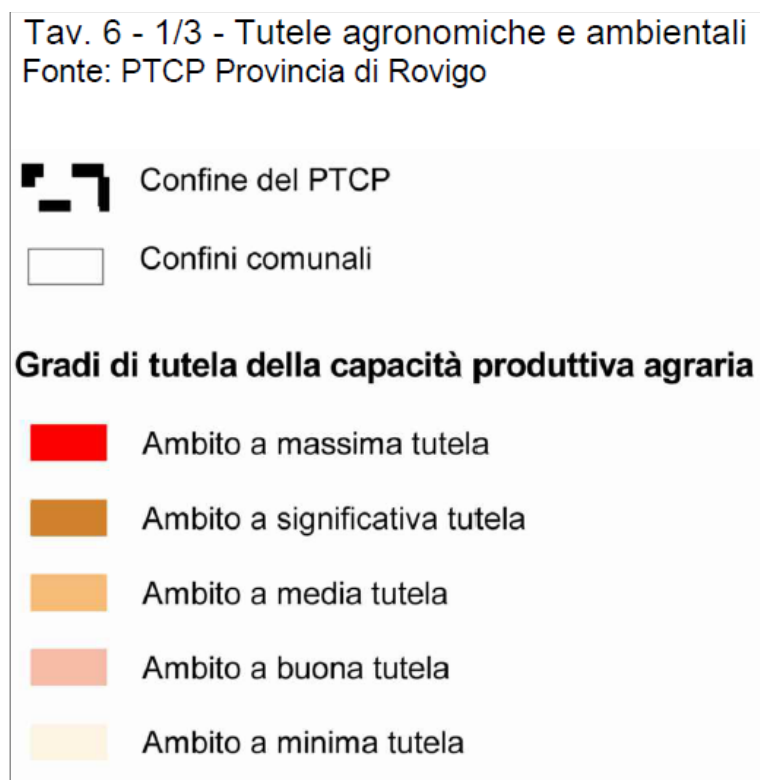 Tav. 6 - 1/3 - Tutele agronomiche e ambientali
Fonte: PTCP Provincia di Rovigo
Confine del PTCP
Confini comunali
Gradi di tutela della capacità produttiva agraria
Ambito a massima tutela
Ambito a significativa tutela
Ambito a media tutela
Ambito a buona tutela
Ambito a minima tutela